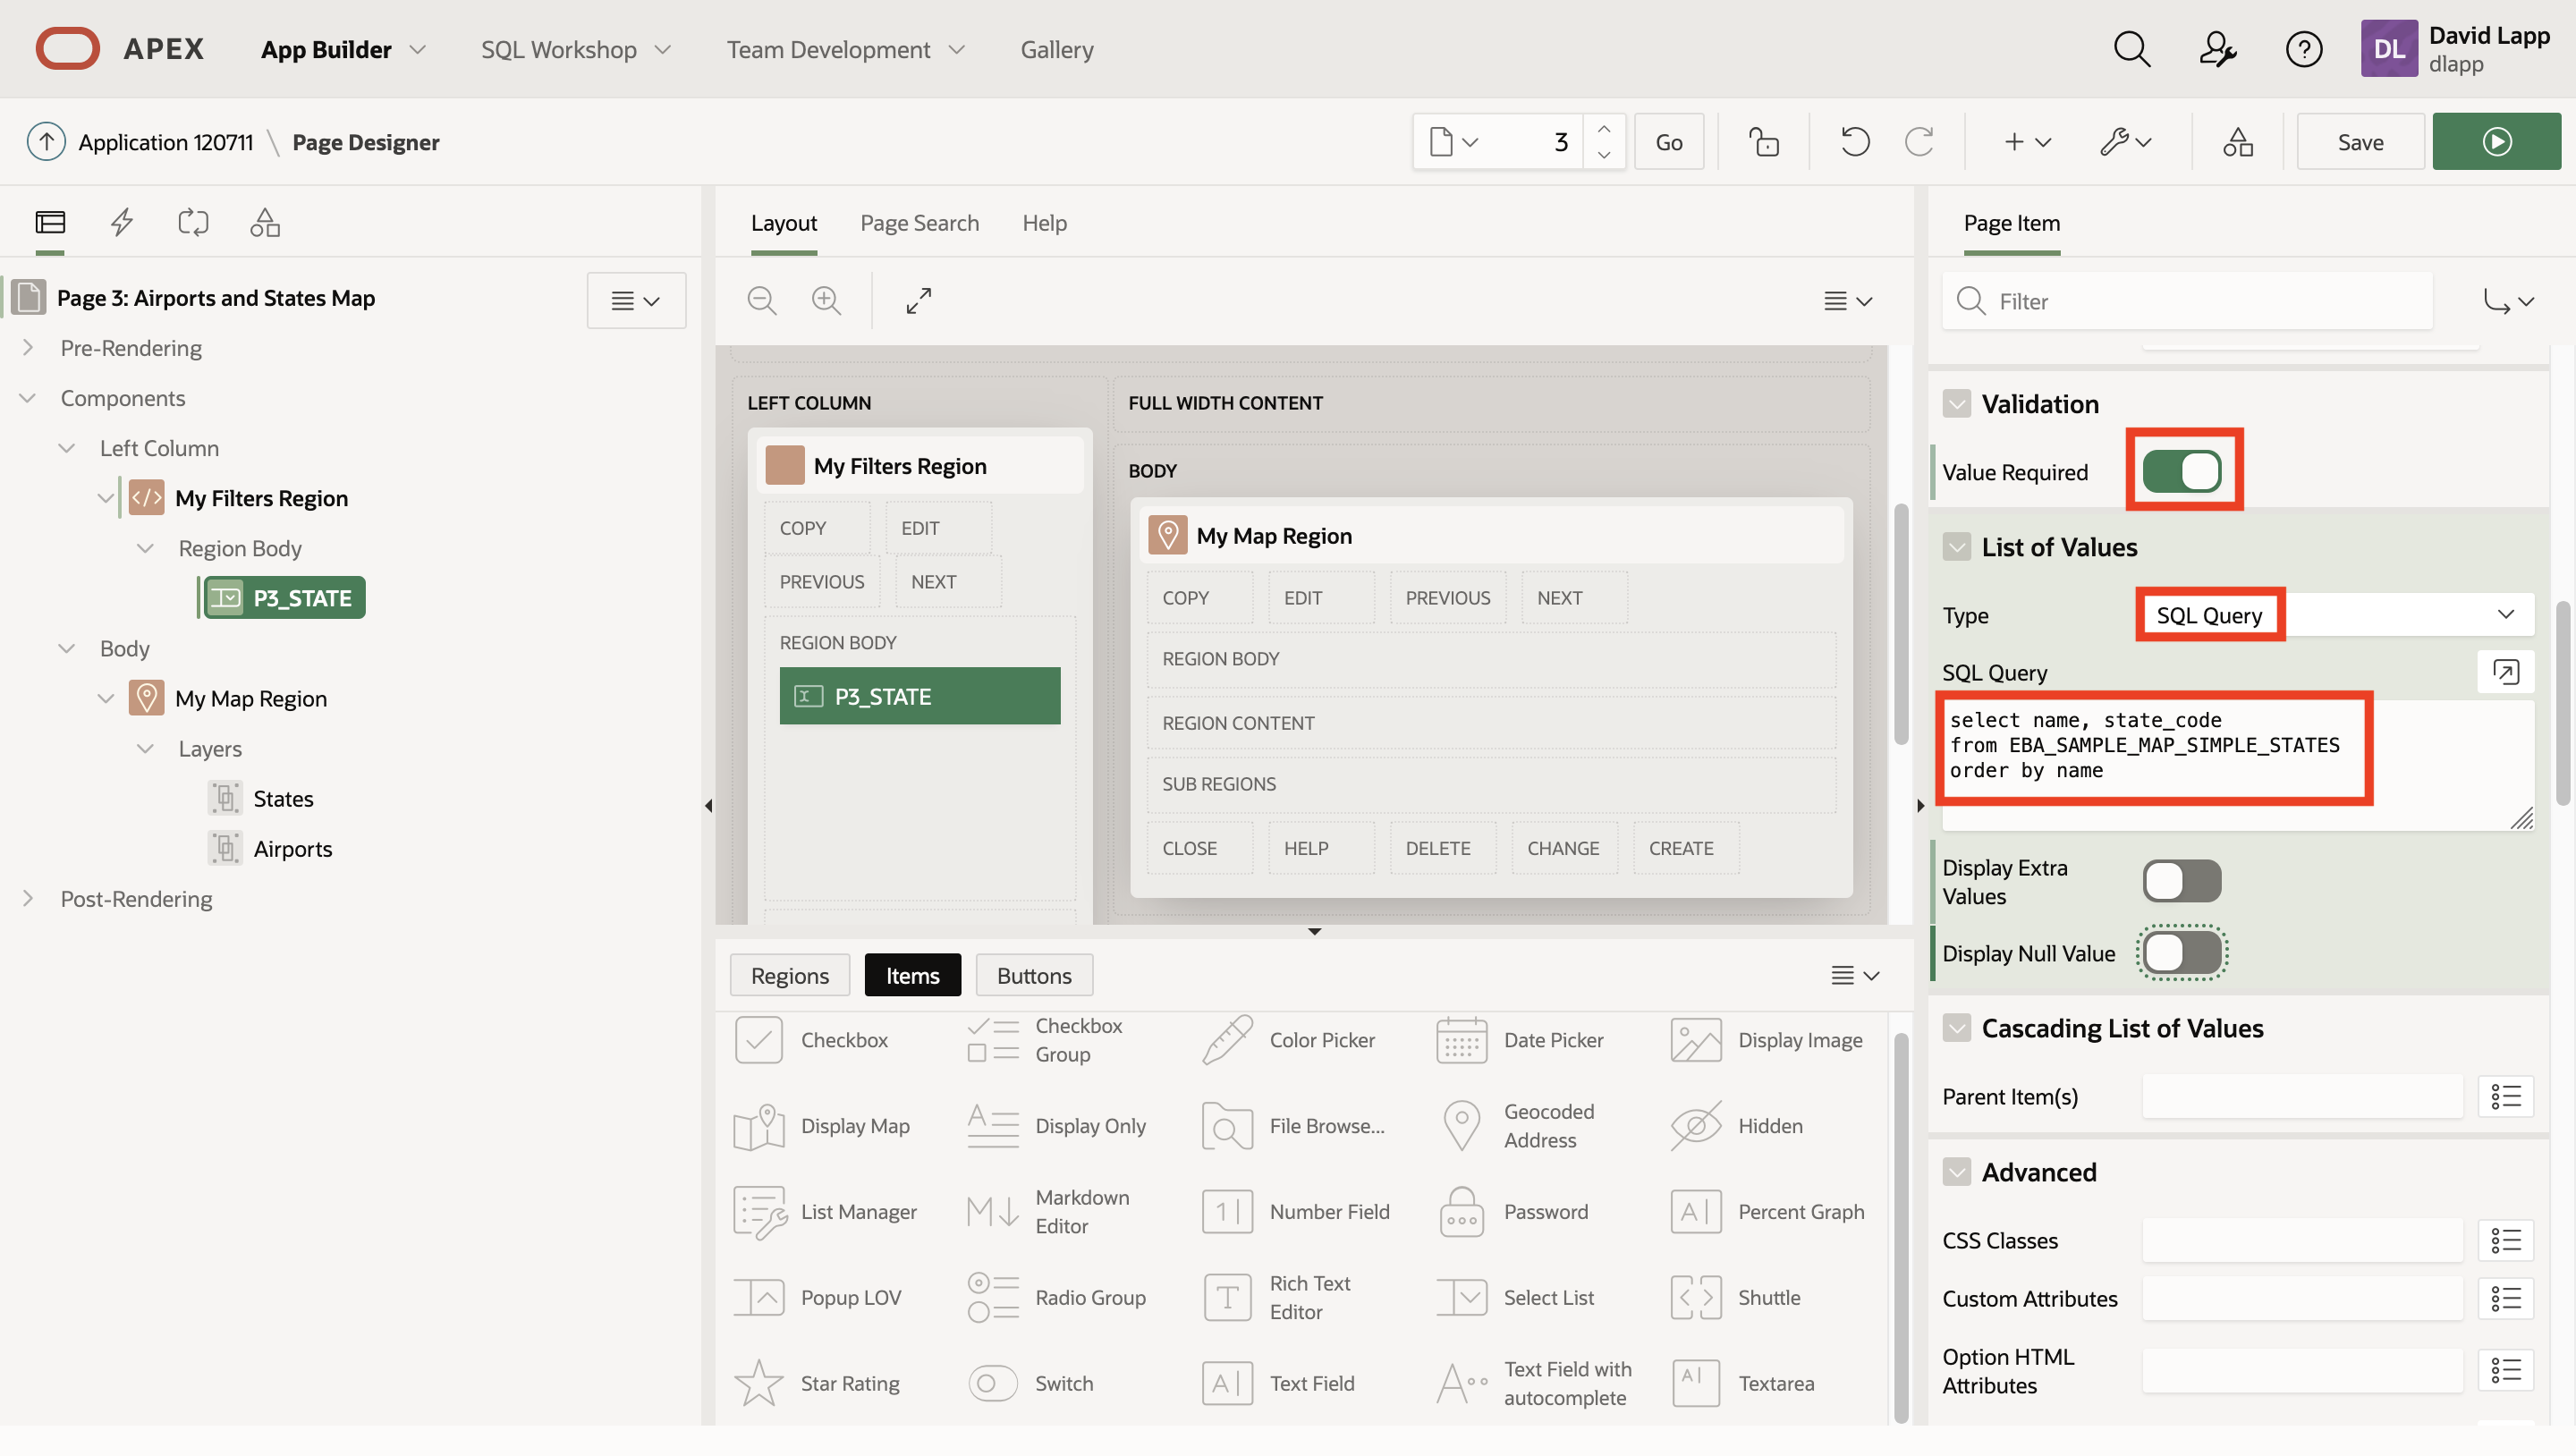 APEX
App Builder
SQL Workshop
Team Development
Gallery
DL
David Lapp
dlapp
Application 120711 \ Page Designer
3
Go
Save
Page 3: Airports and States Map
Pre-Rendering
Components
Left Column
</> My Filters Region
Region Body
P3_STATE
Body
My Map Region
Layers
States
Airports
Post-Rendering
Layout
Page Search
Help
LEFT COLUMN
My Filters Region
COPY
EDIT
PREVIOUS
NEXT
REGION BODY
P3_STATE
FULL WIDTH CONTENT
BODY
My Map Region
COPY
EDIT
PREVIOUS
NEXT
REGION BODY
REGION CONTENT
SUB REGIONS
CLOSE
HELP
DELETE
CHANGE
CREATE
Regions
Items
Buttons
Checkbox
Checkbox
Group
Color Picker
Date Picker
Display Image
Display Map
Display Only
File Browse...
Geocoded
Address
Hidden
List Manager
Markdown
Editor
Number Field
Password
Percent Graph
Popup LOV
Radio Group
Rich Text
Editor
Select List
Shuttle
Star Rating
Switch
Text Field
Text Field with
autocomplete
Textarea
Page Item
Filter
Validation
Value Required
List of Values
Type
SQL Query
SQL Query
select name, state_code
from EBA_SAMPLE_MAP_SIMPLE_STATES
order by name
Display Extra
Values
Display Null Value
Cascading List of Values
Parent Item(s)
Advanced
CSS Classes
Custom Attributes
Option HTML
Attributes